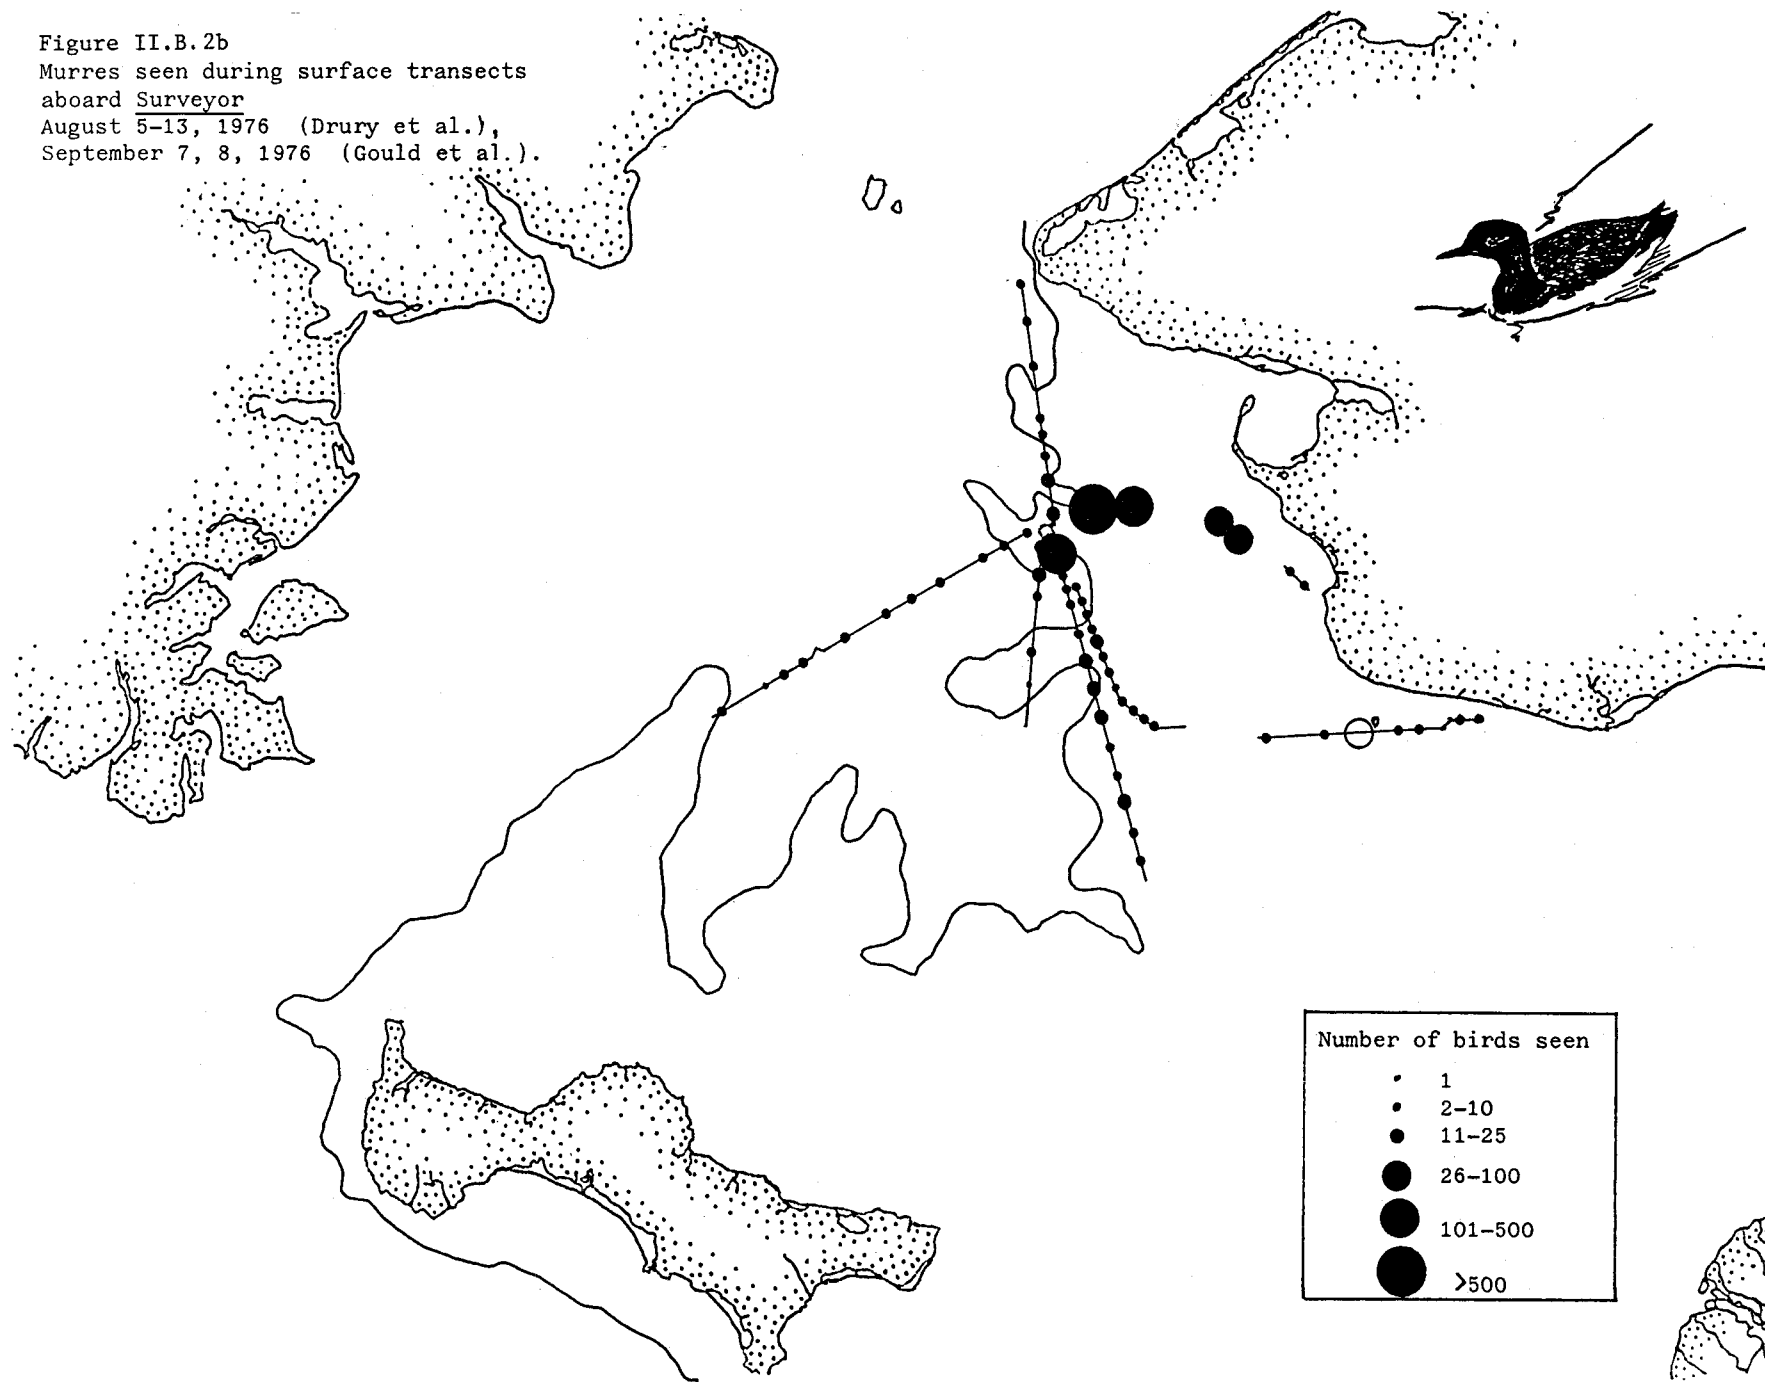 Figure II.B.2b
Murres seen during surface transects
aboard Surveyor
August 5-13, 1976 (Drury et al.),
September 7, 8, 1976 (Gould et al.).
Number of birds seen
1
2-10
11-25
26-100
101-500
>500